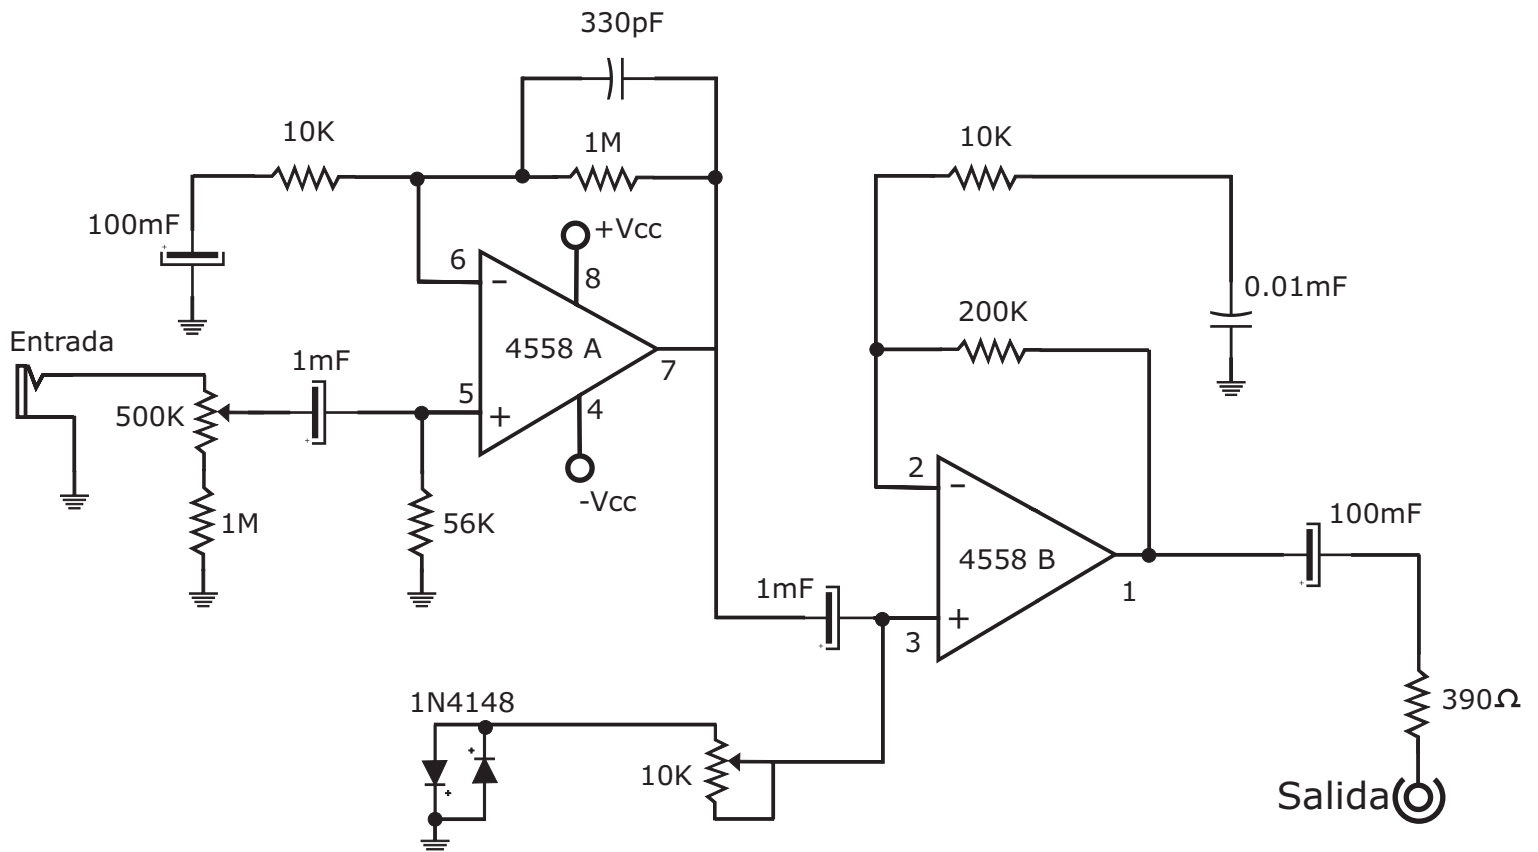 330pF
10K
1M
10K
100mF
+Vcc
6
8
−
0.01mF
200K
Entrada
4558 A
1mF
7
5
4
500K
+
2
−
-Vcc
1M
56K
100mF
4558 B
1mF
1
+
3
1N4148
390Ω
10K
Salida